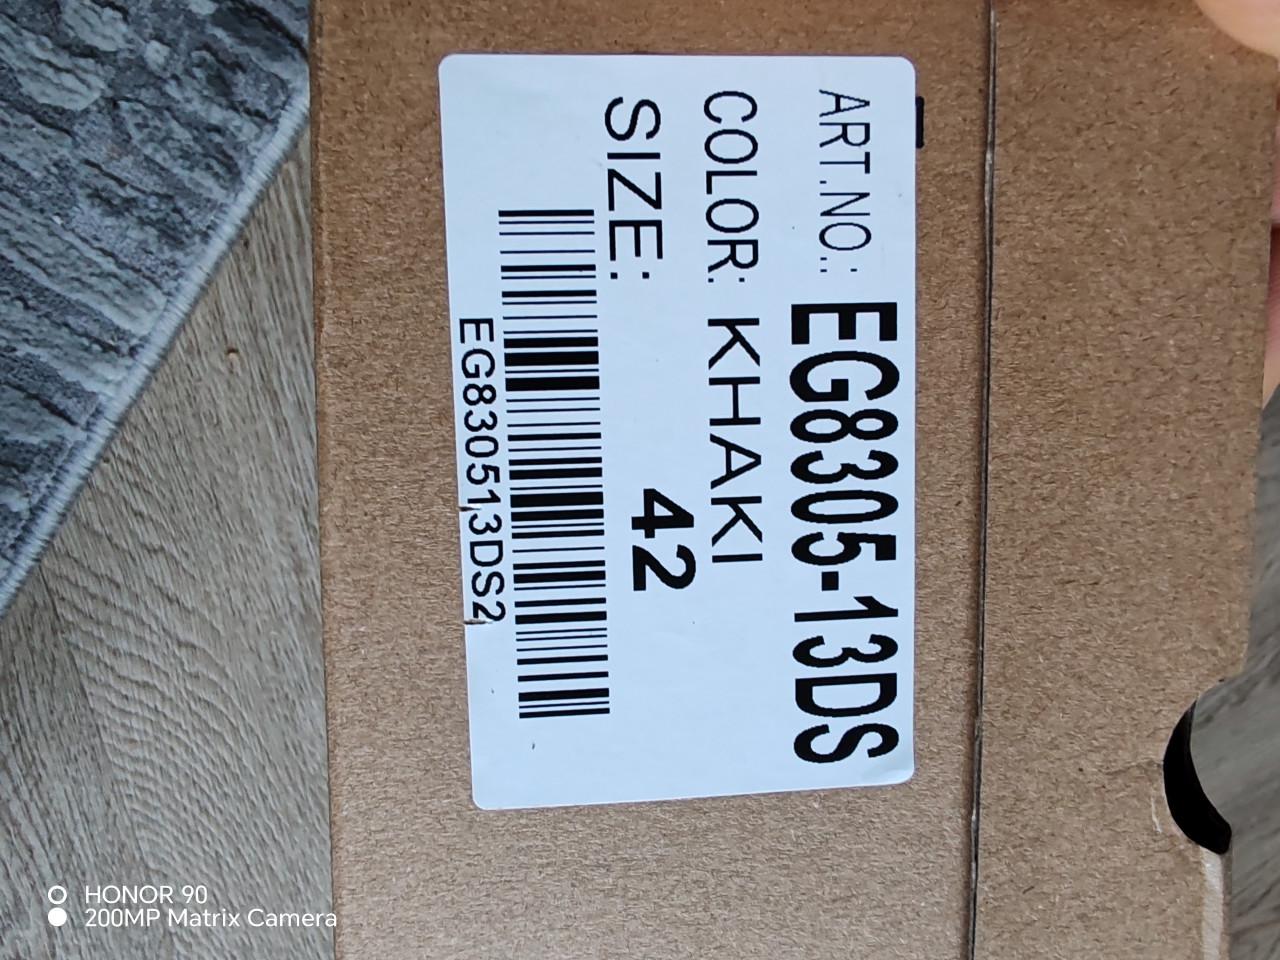 ART.NO.: EG8305-13DS
COLOR: KHAKI
SIZE: 42
EG830513DS2
HONOR 90
200MP Matrix Camera